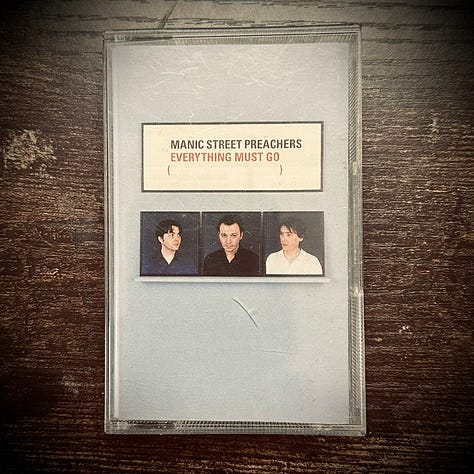 MANIC STREET PREACHERS
EVERYTHING MUST GO
( )